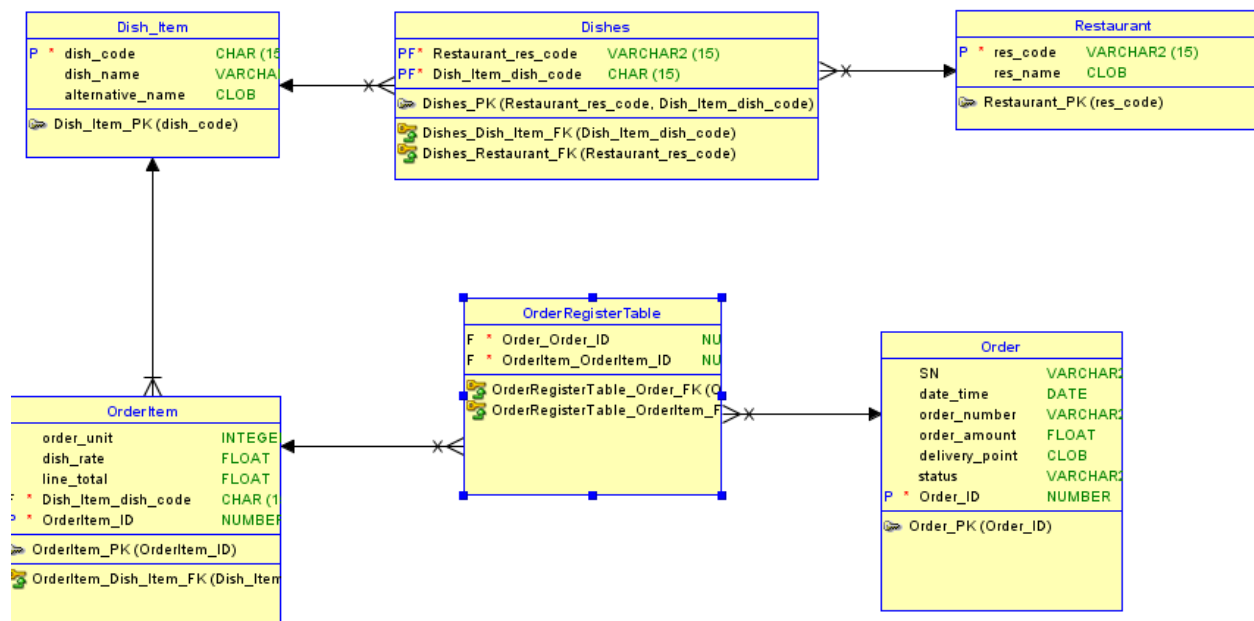 Dish_Item
P * dish_code CHAR (15
dish_name VARCHA
alternative_name CLOB
Dish_Item_PK (dish_code)
Dishes
PF* Restaurant_res_code VARCHAR2 (15)
PF* Dish_Item_dish_code CHAR (15)
Dishes_PK (Restaurant_res_code, Dish_Item_dish_code)
Dishes_Dish_Item_FK (Dish_Item_dish_code)
Dishes_Restaurant_FK (Restaurant_res_code)
Restaurant
P * res_code VARCHAR2 (15)
res_name CLOB
Restaurant_PK (res_code)
OrderItem
order_unit INTEGE
dish_rate FLOAT
line_total FLOAT
F * Dish_Item_dish_code CHAR (1
P * OrderItem_ID NUMBER
OrderItem_PK (OrderItem_ID)
OrderItem_Dish_Item_FK (Dish_Item
OrderRegisterTable
F * Order_Order_ID NU
F * OrderItem_OrderItem_ID NU
OrderRegisterTable_Order_FK (O
OrderRegisterTable_OrderItem_F
Order
SN VARCHAR2
date_time DATE
order_number VARCHAR2
order_amount FLOAT
delivery_point CLOB
status VARCHAR2
P * Order_ID NUMBER
Order_PK (Order_ID)